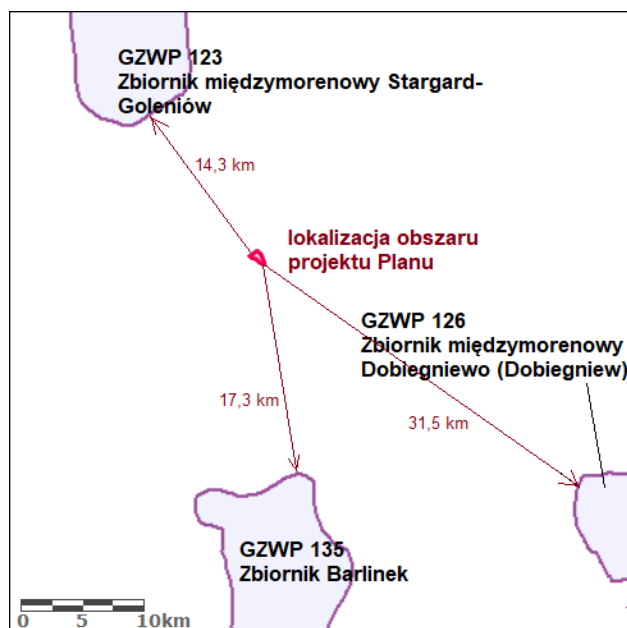 GZWP 123
Zbiornik międzymorenowy Stargard-
Goleniów
14,3 km
lokalizacja obszaru
projektu Planu
GZWP 126
Zbiornik międzymorenowy
Dobiegniewo (Dobiegniew)
17,3 km
31,5 km
GZWP 135
Zbiornik Barlinek
0 5 10km